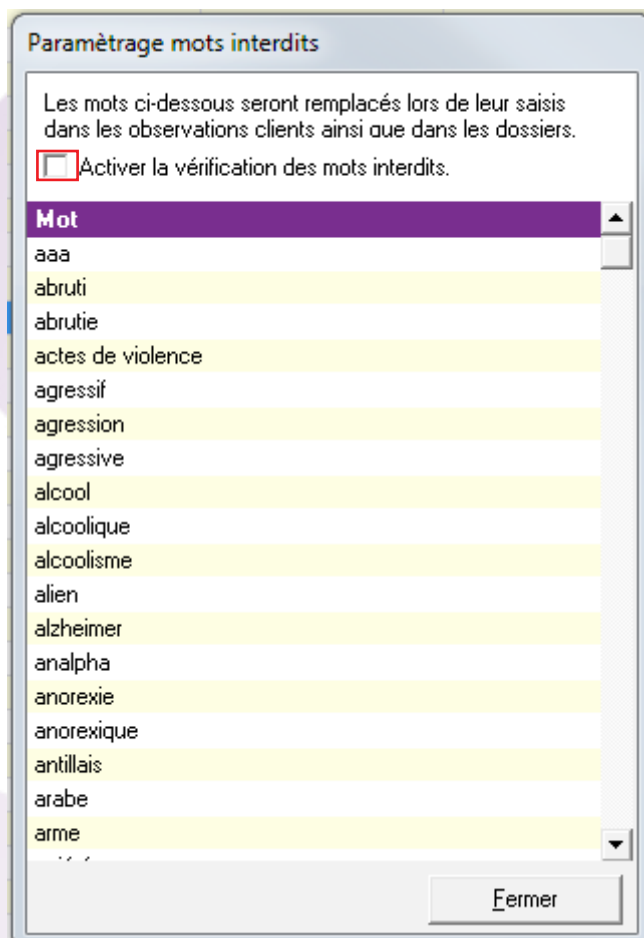 Paramètrage mots interdits
Les mots ci-dessous seront remplacés lors de leur saisis
dans les observations clients ainsi que dans les dossiers.
Activer la vérification des mots interdits.
Mot
aaa
abruti
abrutie
actes de violence
agressif
agression
agressive
alcool
alcoolique
alcoolisme
alien
alzheimer
analpha
anorexie
anorexique
antillais
arabe
arme
Fermer